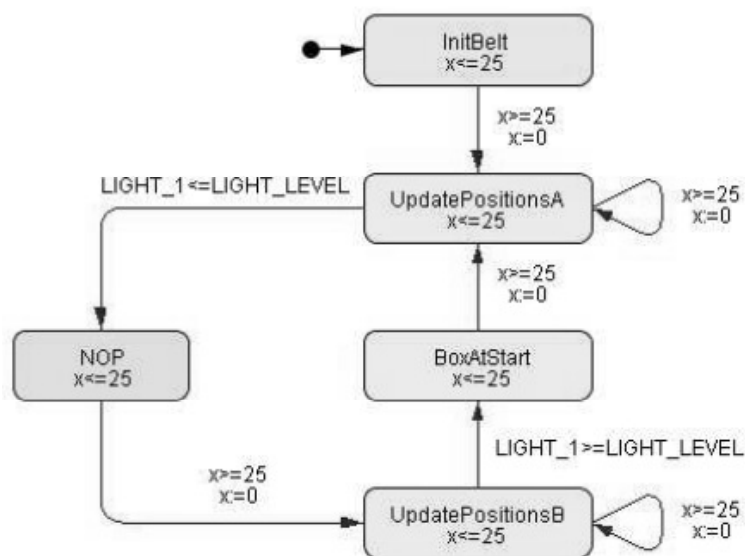 InitBelt
x<=25
x>=25
x:=0
LIGHT_1<=LIGHT_LEVEL
UpdatePositionsA
x<=25
x>=25
x:=0
x>=25
x:=0
NOP
x<=25
BoxAtStart
x<=25
LIGHT_1>=LIGHT_LEVEL
x>=25
x:=0
UpdatePositionsB
x<=25
x>=25
x:=0